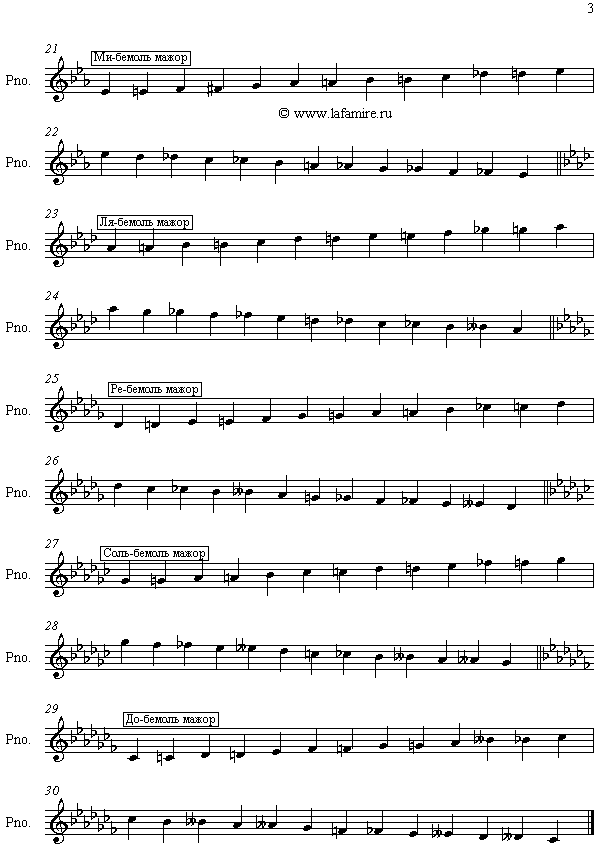 3
21
Ми-бемоль мажор
Pno.
© www.lafamire.ru
22
Pno.
23
Ля-бемоль мажор
Pno.
24
Pno.
25
Ре-бемоль мажор
Pno.
26
Pno.
27
Соль-бемоль мажор
Pno.
28
Pno.
29
До-бемоль мажор
Pno.
30
Pno.